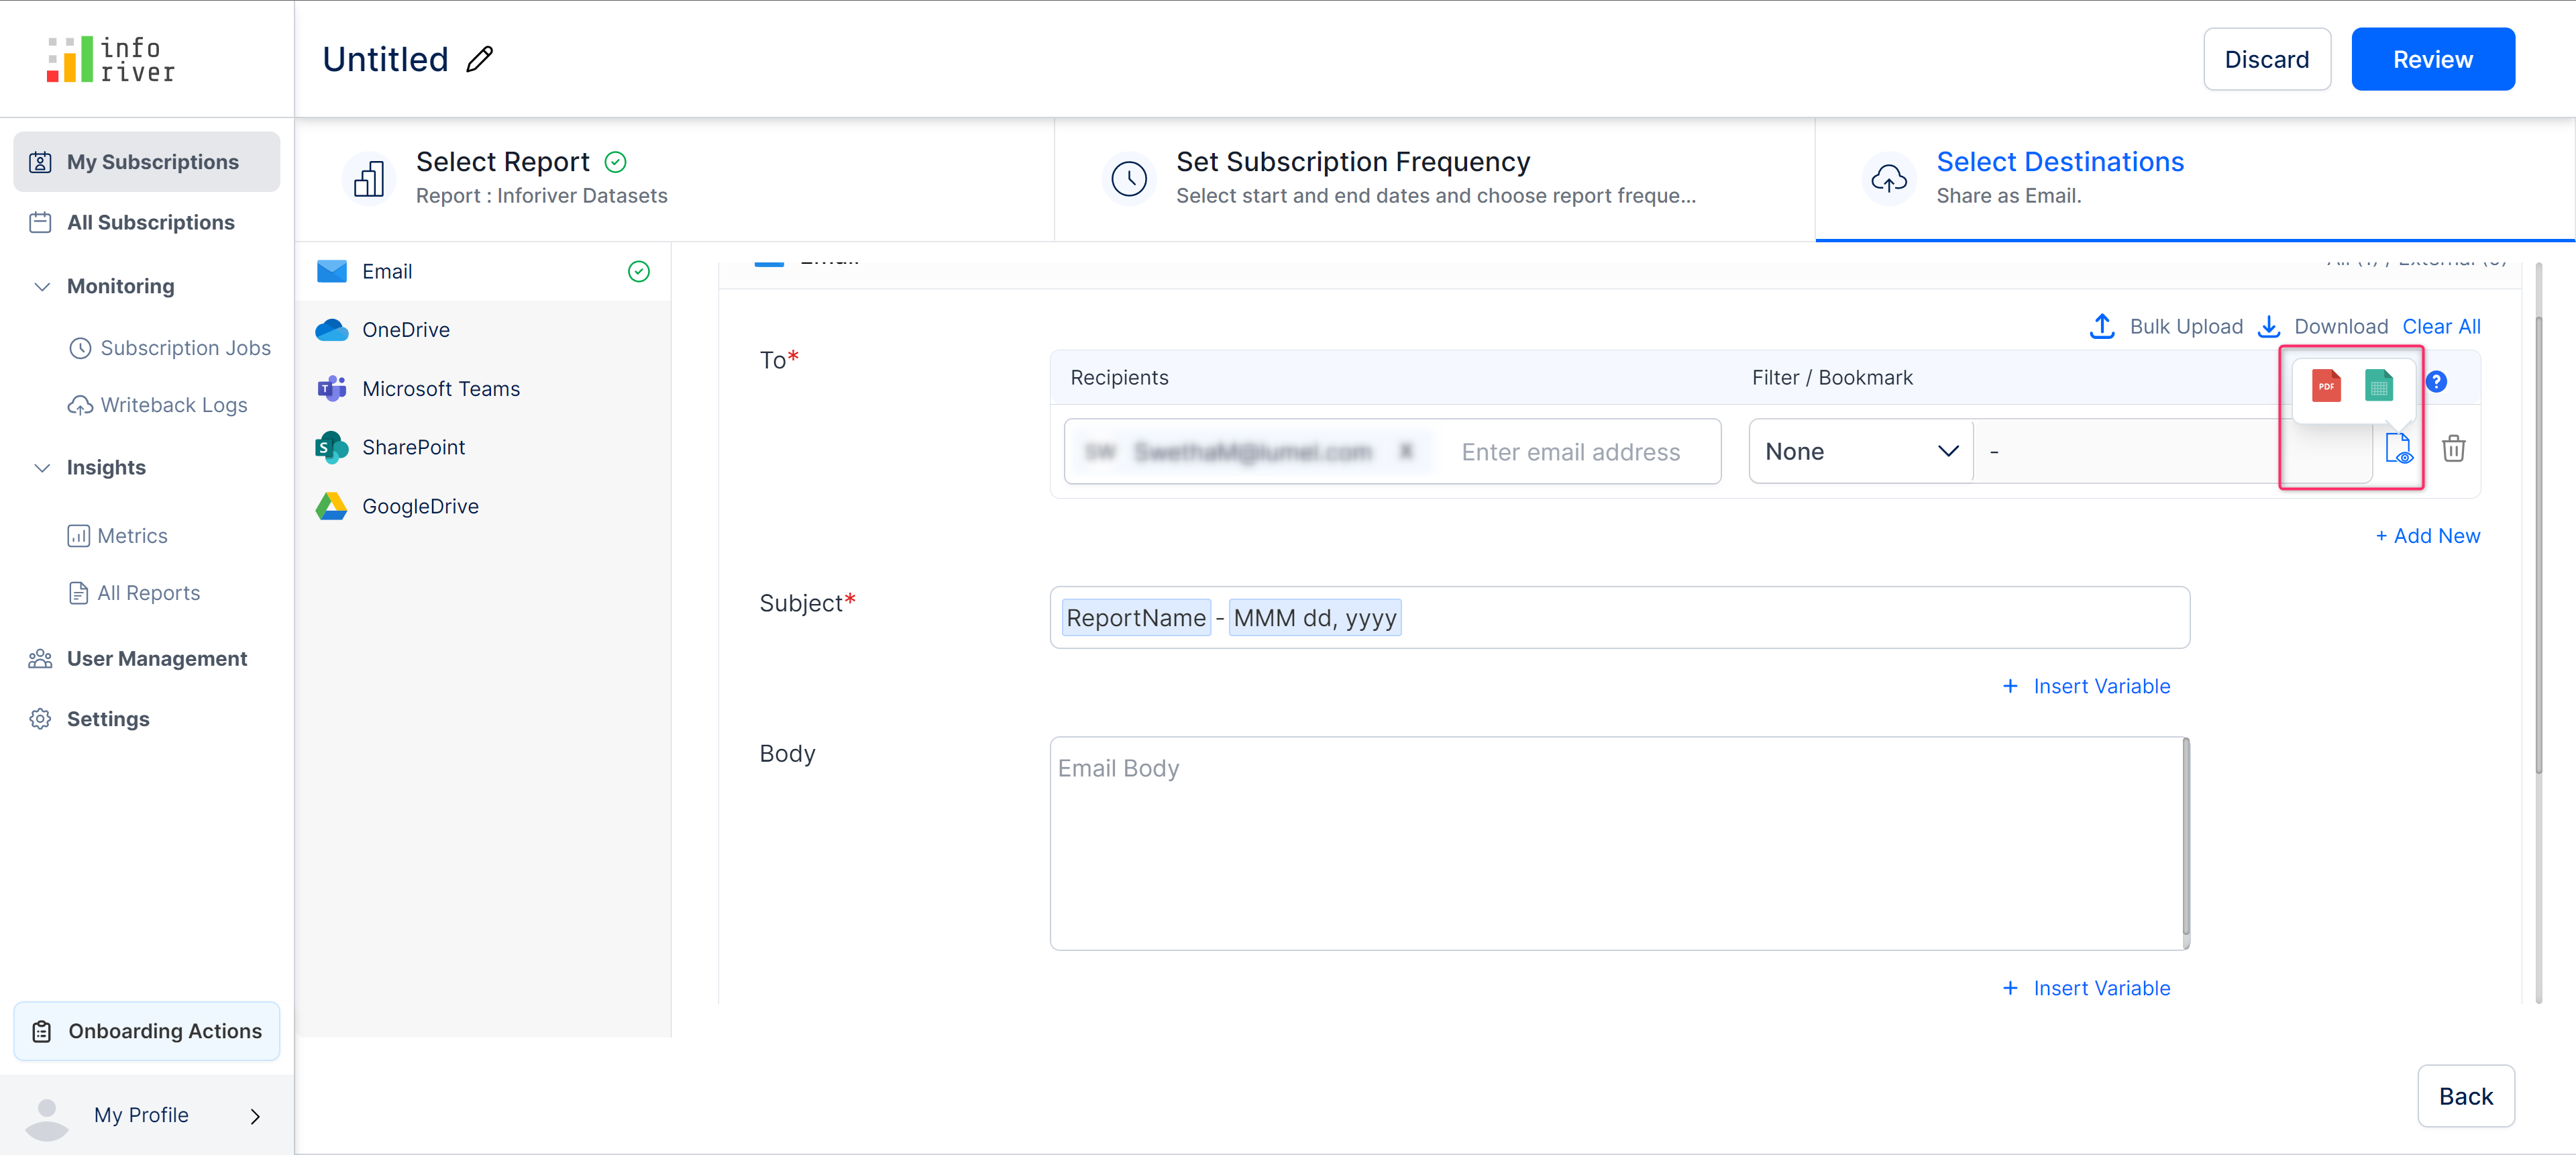 info
river
Untitled
Discard
Review
My Subscriptions
All Subscriptions
Monitoring
Subscription Jobs
Writeback Logs
Insights
Metrics
All Reports
User Management
Settings
Onboarding Actions
My Profile
Select Report
Report : Inforiver Datasets
Set Subscription Frequency
Select start and end dates and choose report freque...
Select Destinations
Share as Email.
Email
OneDrive
Microsoft Teams
SharePoint
GoogleDrive
Bulk Upload
Download
Clear All
To*
Recipients
Filter / Bookmark
PDF
?
SW SwethaM@lumel.com X
Enter email address
None
-
+ Add New
Subject*
ReportName - MMM dd, yyyy
+ Insert Variable
Body
Email Body
+ Insert Variable
Back